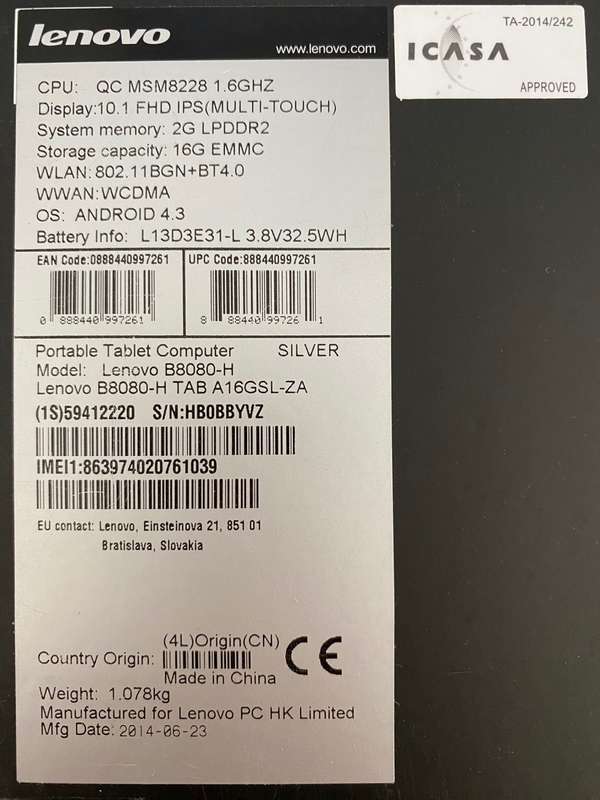 lenovo
www.lenovo.com
TA-2014/242
ICASA
APPROVED
CPU: QC MSM8228 1.6GHZ
Display:10.1 FHD IPS(MULTI-TOUCH)
System memory: 2G LPDDR2
Storage capacity: 16G EMMC
WLAN:802.11BGN+BT4.0
WWAN:WCDMA
OS: ANDROID 4.3
Battery Info: L13D3E31-L 3.8V32.5WH
EAN Code:0888440997261
UPC Code:888440997261
0 888440 997261
8 88440 99726 1
Portable Tablet Computer SILVER
Model: Lenovo B8080-H
Lenovo B8080-H TAB A16GSL-ZA
(1S)59412220 S/N:HB0BBYVZ
IMEI1:863974020761039
EU contact: Lenovo, Einsteinova 21, 851 01
Bratislava, Slovakia
(4L)Origin(CN)
Country Origin:
CE
Made in China
Weight: 1.078kg
Manufactured for Lenovo PC HK Limited
Mfg Date: 2014-06-23